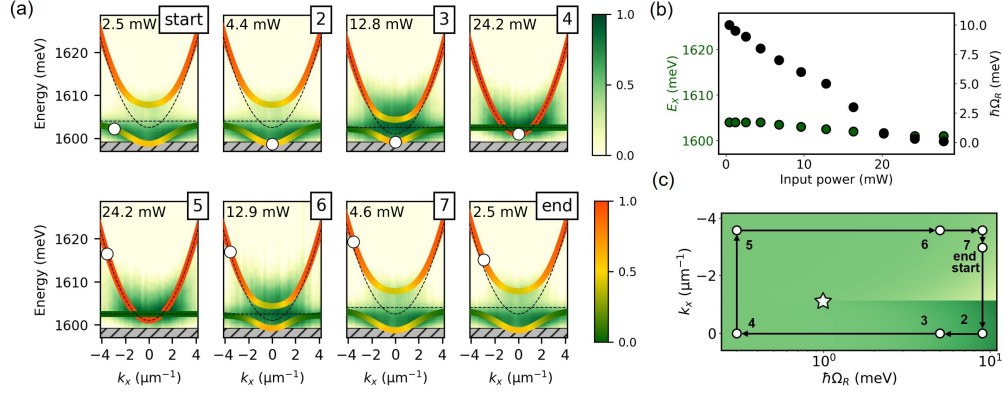 (a)
2.5 mW
start
4.4 mW
2
12.8 mW
3
24.2 mW
4
1.0
0.5
0.0
Energy (meV)
1620
1610
1600
24.2 mW
5
12.9 mW
6
4.6 mW
7
2.5 mW
end
1.0
0.5
0.0
Energy (meV)
1620
1610
1600
−4 −2 0 2 4
−4 −2 0 2 4
−4 −2 0 2 4
−4 −2 0 2 4
kₓ (μm⁻¹)
kₓ (μm⁻¹)
kₓ (μm⁻¹)
kₓ (μm⁻¹)
(b)
Eₓ (meV)
1620
1610
1600
10.0
7.5
5.0
2.5
0.0
ℏΩR (meV)
0 10 20
Input power (mW)
(c)
kₓ (μm⁻¹)
−4
−2
0
5
6
7
end
start
4
3
2
10⁰
10¹
ℏΩR (meV)